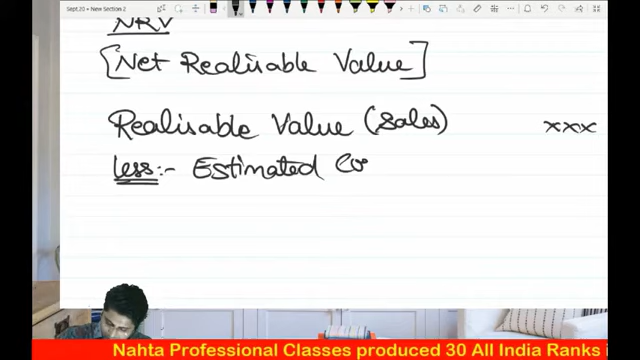 Sept 20 + New Section 2
NRV
[Net Realisable Value]
Realisable Value (Sales) xxx
Less:- Estimated Co
Nahta Professional Classes produced 30 All India Ranks i